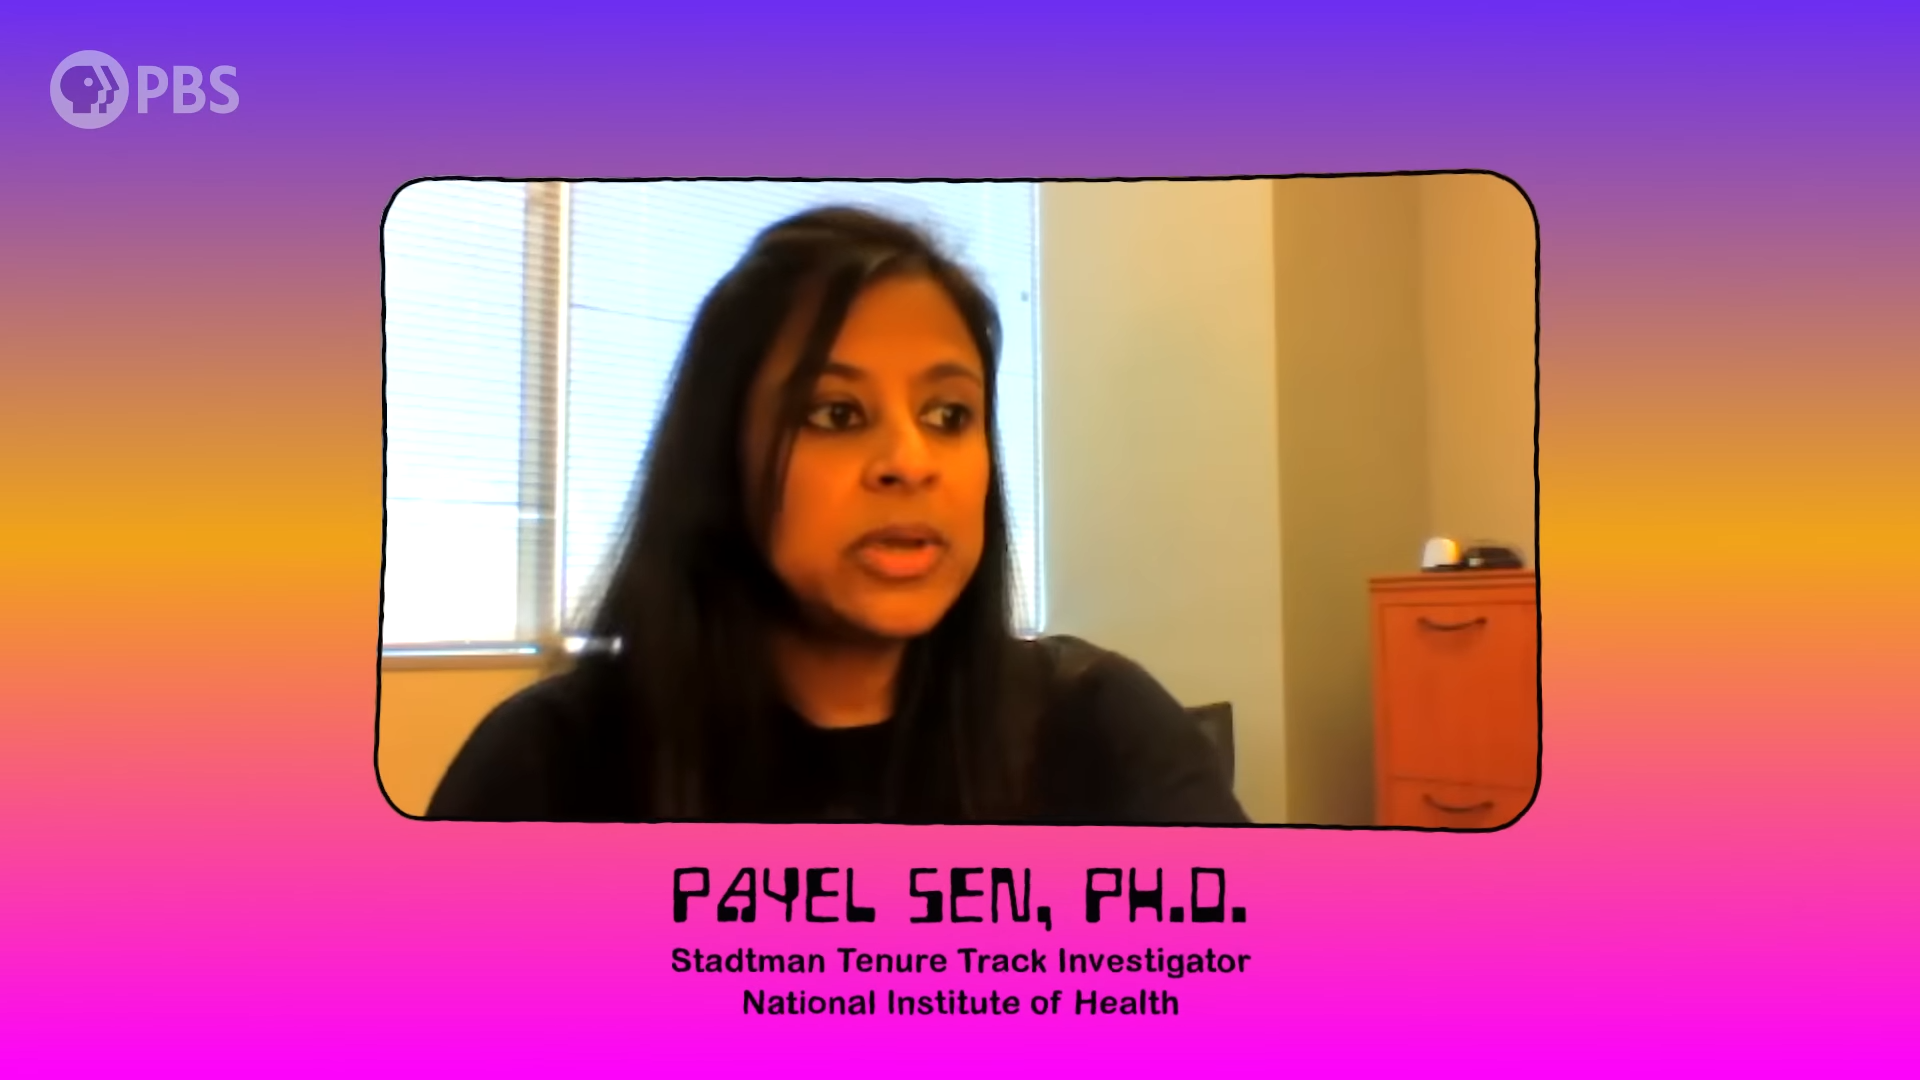 PBS
PAYEL SEN, PH.D.
Stadtman Tenure Track Investigator
National Institute of Health